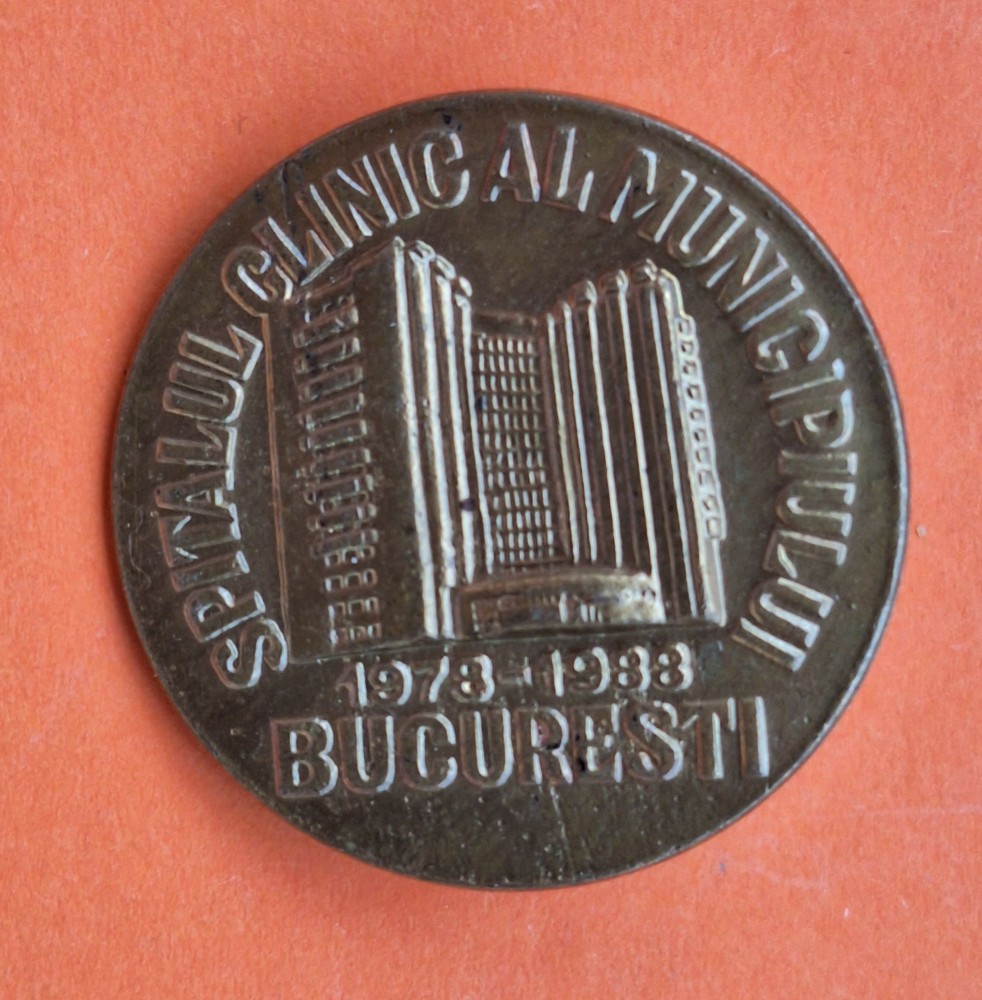 SPITALUL CLINIC AL MUNICIPIULUI
1978-1988
BUCURESTI